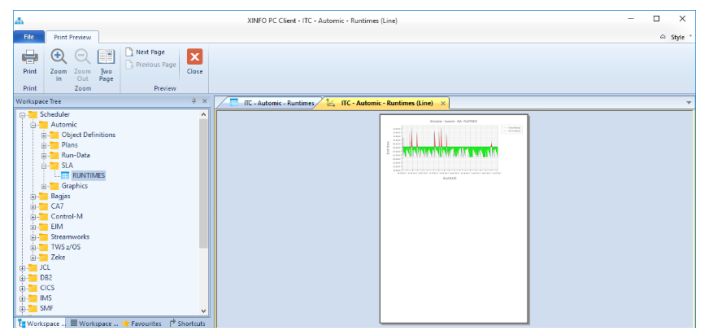 XINFO PC Client - ITC - Automic - Runtimes (Line)
File
Print Preview
Style
Print
Zoom In
Zoom Out
Two Page
Next Page
Previous Page
Close
Print
Zoom
Preview
Workspace Tree
ITC - Automic - Runtimes
ITC - Automic - Runtimes (Line)
Scheduler
Automic
Object Definitions
Plans
Run-Data
SLA
RUNTIMES
Graphics
Bagjas
CA7
Control-M
EJM
Streamworks
TWS z/OS
Zeke
JCL
DB2
CICS
IMS
SMF
Workspace ...
Workspace ...
Favourites
Shortcuts